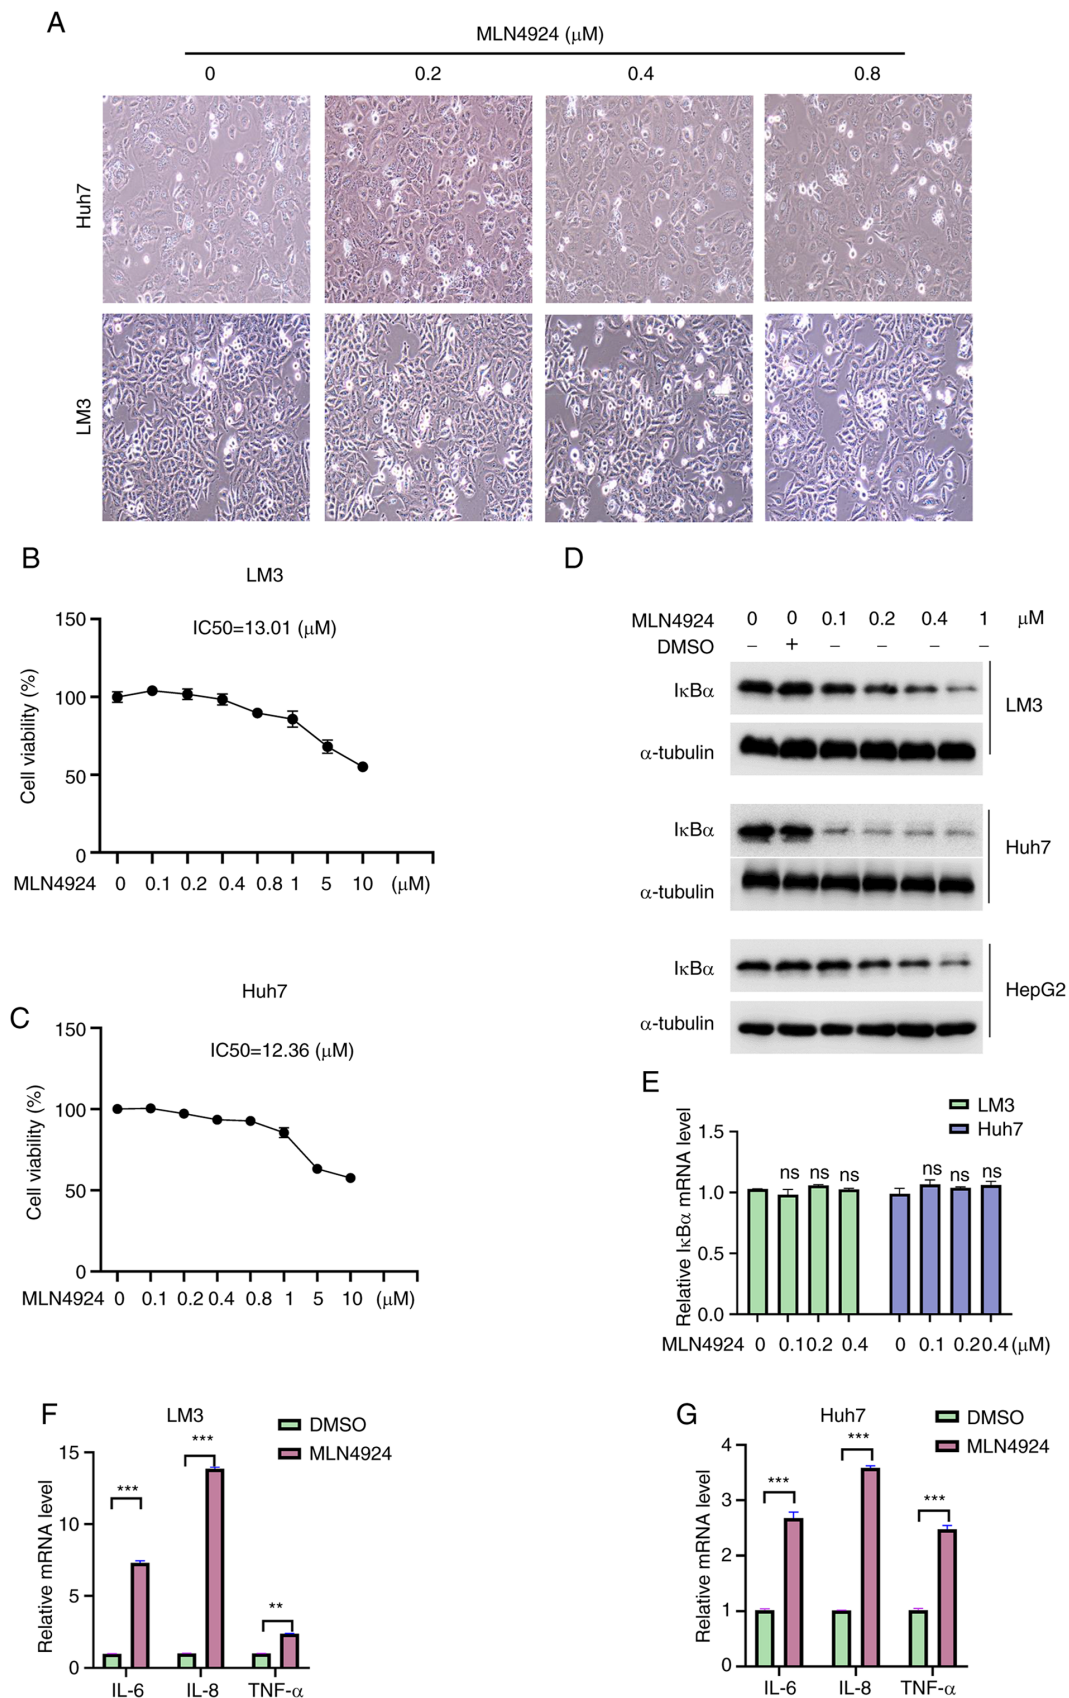 A
MLN4924 (μM)
0 0.2 0.4 0.8
Huh7
LM3
B
LM3
IC50=13.01 (μM)
Cell viability (%)
150
100
50
0
MLN4924 0 0.1 0.2 0.4 0.8 1 5 10 (μM)
C
Huh7
IC50=12.36 (μM)
Cell viability (%)
150
100
50
0
MLN4924 0 0.1 0.2 0.4 0.8 1 5 10 (μM)
D
MLN4924 0 0 0.1 0.2 0.4 1 μM
DMSO – + – – – –
IκBα
α-tubulin
LM3
IκBα
α-tubulin
Huh7
IκBα
α-tubulin
HepG2
E
LM3
Huh7
Relative IκBα mRNA level
1.5
1.0
0.5
0.0
ns ns ns ns ns ns
MLN4924 0 0.1 0.2 0.4 0 0.1 0.2 0.4 (μM)
F
LM3
DMSO
MLN4924
Relative mRNA level
15
10
5
0
*** *** **
IL-6 IL-8 TNF-α
G
Huh7
DMSO
MLN4924
Relative mRNA level
4
3
2
1
0
*** *** ***
IL-6 IL-8 TNF-α